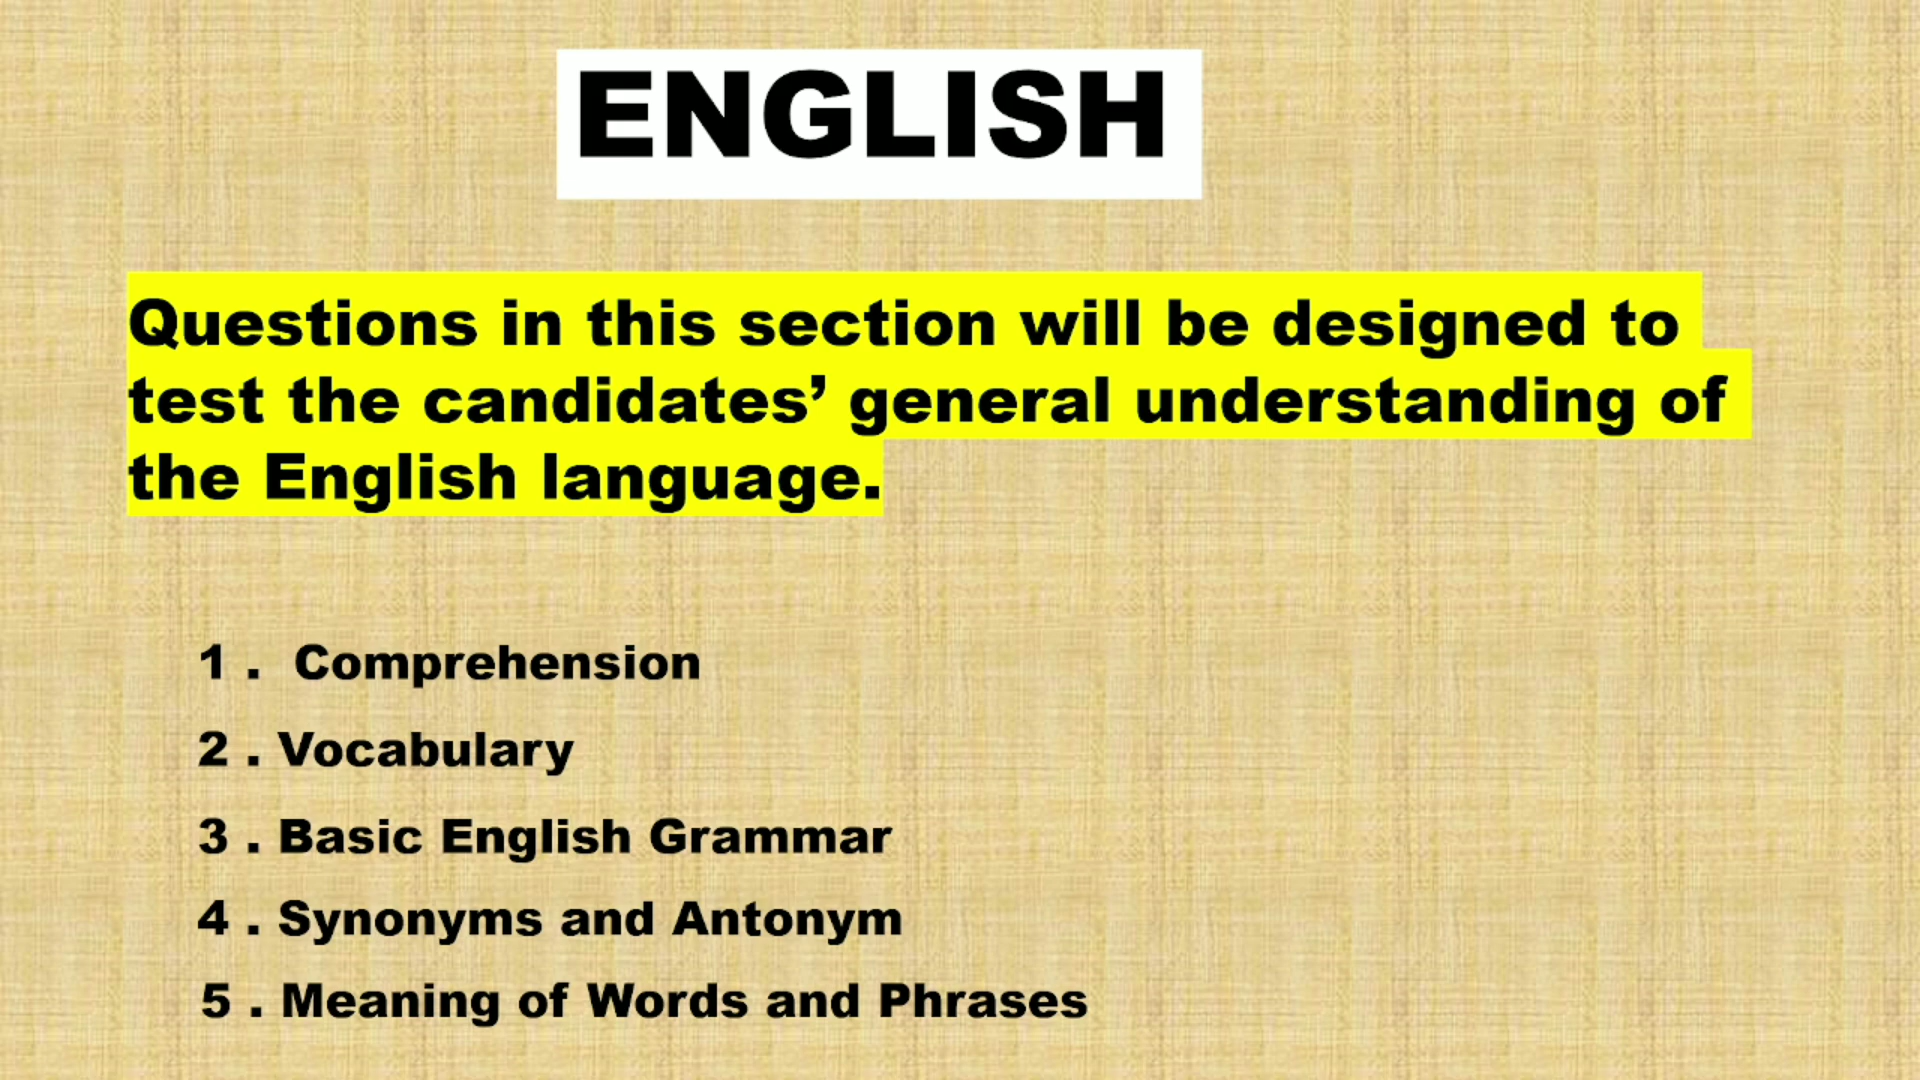 ENGLISH
Questions in this section will be designed to
test the candidates’ general understanding of
the English language.
1 . Comprehension
2 . Vocabulary
3 . Basic English Grammar
4 . Synonyms and Antonym
5 . Meaning of Words and Phrases